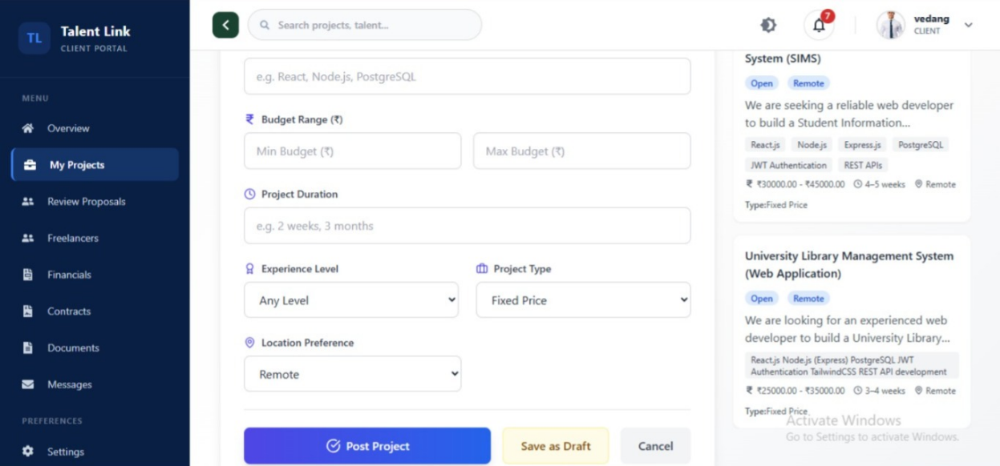 TL
Talent Link
CLIENT PORTAL
MENU
Overview
My Projects
Review Proposals
Freelancers
Financials
Contracts
Documents
Messages
PREFERENCES
Settings
Search projects, talent...
7
vedang
CLIENT
e.g. React, Node.js, PostgreSQL
₹ Budget Range (₹)
Min Budget (₹) Max Budget (₹)
Project Duration
e.g. 2 weeks, 3 months
Experience Level Project Type
Any Level Fixed Price
Location Preference
Remote
Post Project Save as Draft Cancel
System (SIMS)
Open Remote
We are seeking a reliable web developer
to build a Student Information...
React.js Node.js Express.js PostgreSQL
JWT Authentication REST APIs
₹ ₹30000.00 - ₹45000.00 4–5 weeks Remote
Type:Fixed Price
University Library Management System
(Web Application)
Open Remote
We are looking for an experienced web
developer to build a University Library...
React.js Node.js (Express) PostgreSQL JWT
Authentication TailwindCSS REST API development
₹ ₹25000.00 - ₹35000.00 3–4 weeks Remote
Type:Fixed Price
Activate Windows
Go to Settings to activate Windows.